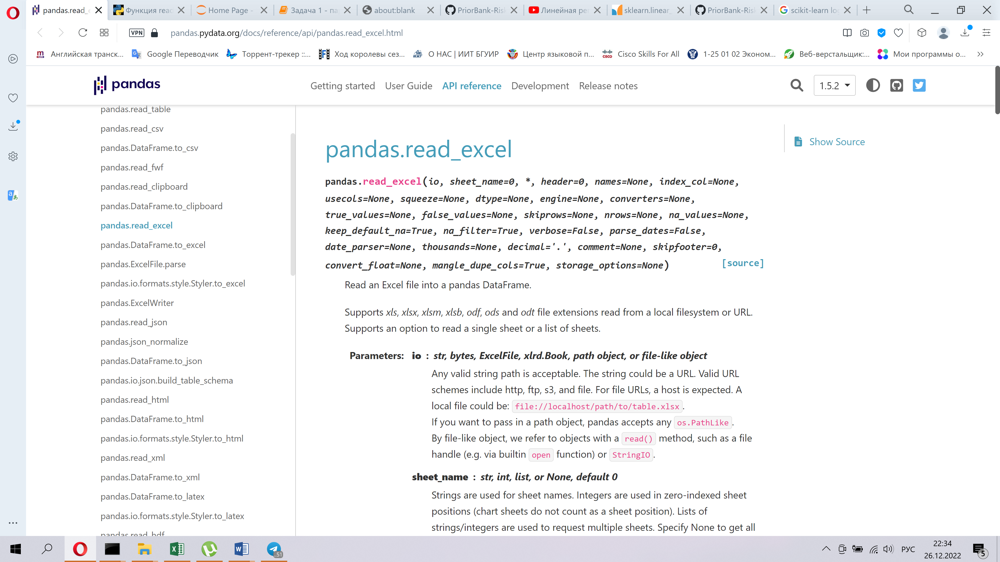 pandas.read_e
Функция read
Home Page -
Задача 1 - па
about:blank
PriorBank-Risk
Линейная рег
sklearn.linear_
PriorBank-Risk
scikit-learn log
VPN
pandas.pydata.org/docs/reference/api/pandas.read_excel.html
Английская транск...
Google Переводчик
Торрент-трекер ::...
Ход королевы сез...
О НАС | ИИТ БГУИР
Центр языковой п...
Cisco Skills For All
1-25 01 02 Эконом...
Веб-верстальщик:...
Мои программы о...
pandas
Getting started
User Guide
API reference
Development
Release notes
1.5.2
pandas.read_table
pandas.read_csv
pandas.DataFrame.to_csv
pandas.read_fwf
pandas.read_clipboard
pandas.DataFrame.to_clipboard
pandas.read_excel
pandas.DataFrame.to_excel
pandas.ExcelFile.parse
pandas.io.formats.style.Styler.to_excel
pandas.ExcelWriter
pandas.read_json
pandas.json_normalize
pandas.DataFrame.to_json
pandas.io.json.build_table_schema
pandas.read_html
pandas.DataFrame.to_html
pandas.io.formats.style.Styler.to_html
pandas.read_xml
pandas.DataFrame.to_xml
pandas.DataFrame.to_latex
pandas.io.formats.style.Styler.to_latex
pandas.read_hdf
pandas.read_excel
pandas.read_excel(io, sheet_name=0, *, header=0, names=None, index_col=None,
usecols=None, squeeze=None, dtype=None, engine=None, converters=None,
true_values=None, false_values=None, skiprows=None, nrows=None, na_values=None,
keep_default_na=True, na_filter=True, verbose=False, parse_dates=False,
date_parser=None, thousands=None, decimal='.', comment=None, skipfooter=0,
convert_float=None, mangle_dupe_cols=True, storage_options=None)
[source]
Read an Excel file into a pandas DataFrame.
Supports xls, xlsx, xlsm, xlsb, odf, ods and odt file extensions read from a local filesystem or URL.
Supports an option to read a single sheet or a list of sheets.
Parameters: io : str, bytes, ExcelFile, xlrd.Book, path object, or file-like object
Any valid string path is acceptable. The string could be a URL. Valid URL
schemes include http, ftp, s3, and file. For file URLs, a host is expected. A
local file could be: file://localhost/path/to/table.xlsx.
If you want to pass in a path object, pandas accepts any os.PathLike.
By file-like object, we refer to objects with a read() method, such as a file
handle (e.g. via builtin open function) or StringIO.
sheet_name : str, int, list, or None, default 0
Strings are used for sheet names. Integers are used in zero-indexed sheet
positions (chart sheets do not count as a sheet position). Lists of
strings/integers are used to request multiple sheets. Specify None to get all
Show Source
..51
РУС
22:34
26.12.2022
5